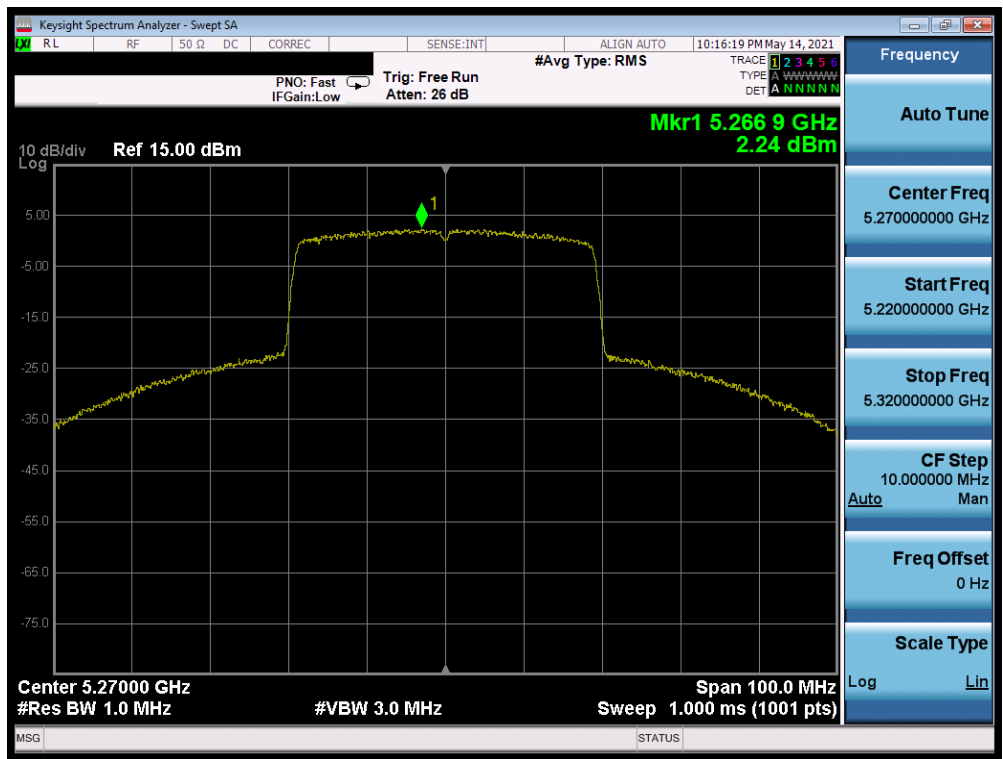 Keysight Spectrum Analyzer - Swept SA
LXI RL RF 50 Ω DC CORREC SENSE:INT ALIGN AUTO 10:16:19 PM May 14, 2021
#Avg Type: RMS
TRACE 1 2 3 4 5 6
PNO: Fast Trig: Free Run
TYPE A W W W W W
IFGain:Low Atten: 26 dB
DET A N N N N N
Mkr1 5.266 9 GHz
2.24 dBm
10 dB/div Ref 15.00 dBm
Log
1
5.00
-5.00
-15.0
-25.0
-35.0
-45.0
-55.0
-65.0
-75.0
Center 5.27000 GHz Span 100.0 MHz
#Res BW 1.0 MHz #VBW 3.0 MHz Sweep 1.000 ms (1001 pts)
MSG STATUS
Frequency
Auto Tune
Center Freq
5.270000000 GHz
Start Freq
5.220000000 GHz
Stop Freq
5.320000000 GHz
CF Step
10.000000 MHz
Auto Man
Freq Offset
0 Hz
Scale Type
Log Lin